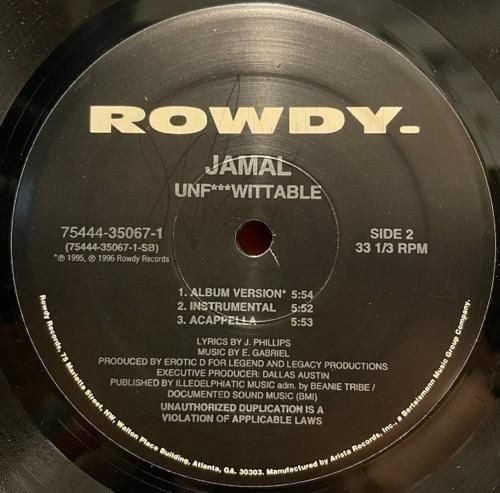 ROWDY.
JAMAL
UNF***WITTABLE
75444-35067-1
(75444-35067-1-SB)
*℗ 1995, ℗ 1996 Rowdy Records
SIDE 2
33 1/3 RPM
1. ALBUM VERSION* 5:54
2. INSTRUMENTAL 5:52
3. ACAPPELLA 5:53
LYRICS BY J. PHILLIPS
MUSIC BY E. GABRIEL
PRODUCED BY EROTIC D FOR LEGEND AND LEGACY PRODUCTIONS
EXECUTIVE PRODUCER: DALLAS AUSTIN
PUBLISHED BY ILLEDELPHIATIC MUSIC adm. by BEANIE TRIBE /
DOCUMENTED SOUND MUSIC (BMI)
UNAUTHORIZED DUPLICATION IS A
VIOLATION OF APPLICABLE LAWS
Rowdy Records, 75 Marietta Street, NW, Walton Place Building, Atlanta, GA. 30303. Manufactured by Arista Records, Inc., a Bertelsmann Music Group Company.